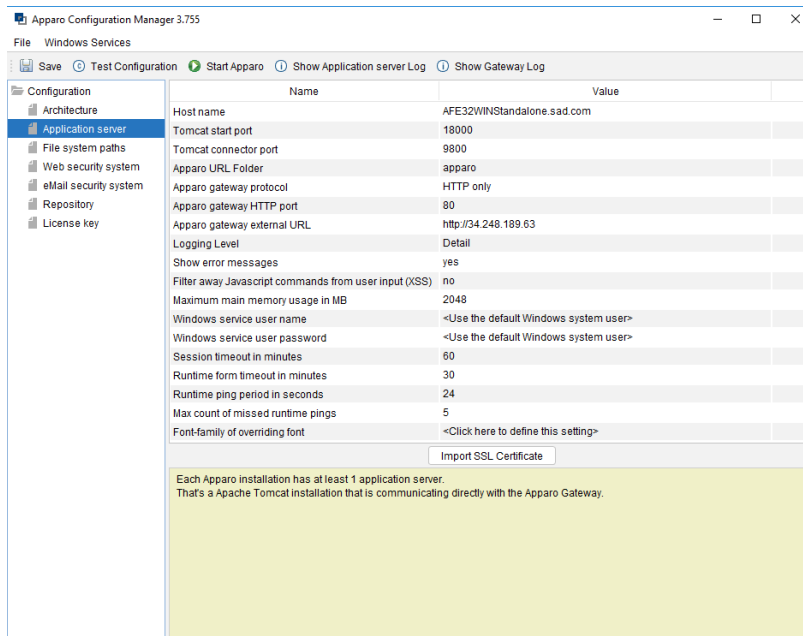 Apparo Configuration Manager 3.755
File Windows Services
Save Test Configuration Start Apparo Show Application server Log Show Gateway Log
Configuration
Architecture
Application server
File system paths
Web security system
eMail security system
Repository
License key
Name Value
Host name AFE32WINStandalone.sad.com
Tomcat start port 18000
Tomcat connector port 9800
Apparo URL Folder apparo
Apparo gateway protocol HTTP only
Apparo gateway HTTP port 80
Apparo gateway external URL http://34.248.189.63
Logging Level Detail
Show error messages yes
Filter away Javascript commands from user input (XSS) no
Maximum main memory usage in MB 2048
Windows service user name <Use the default Windows system user>
Windows service user password <Use the default Windows system user>
Session timeout in minutes 60
Runtime form timeout in minutes 30
Runtime ping period in seconds 24
Max count of missed runtime pings 5
Font-family of overriding font <Click here to define this setting>
Import SSL Certificate
Each Apparo installation has at least 1 application server.
That's a Apache Tomcat installation that is communicating directly with the Apparo Gateway.